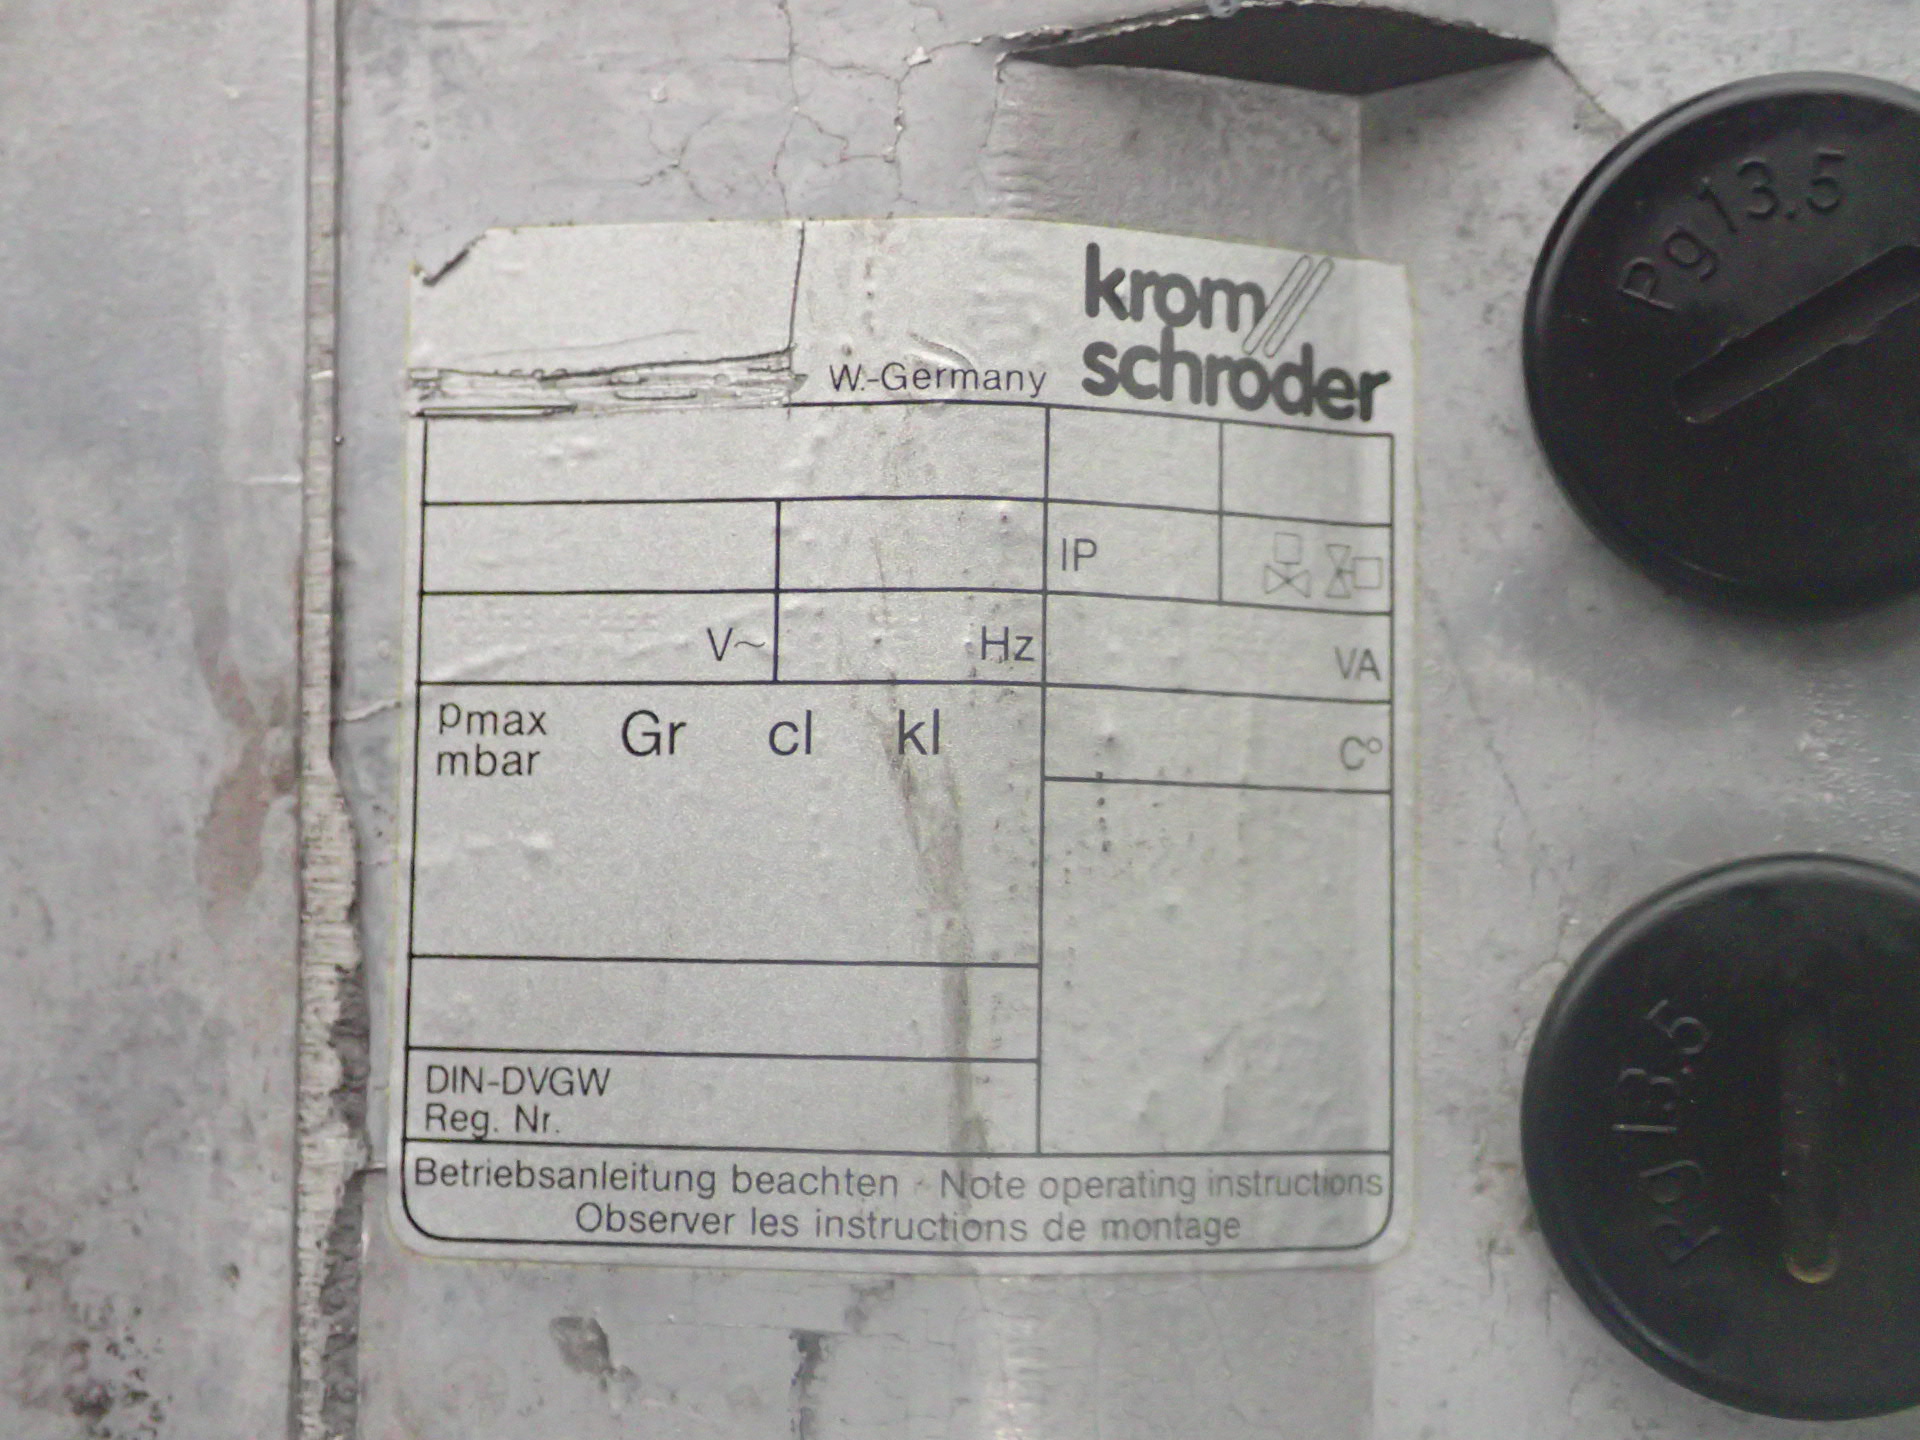 krom
schroder
W.-Germany
IP
V~ Hz VA
pmax Gr cl kl
mbar
C°
DIN-DVGW
Reg. Nr.
Betriebsanleitung beachten · Note operating instructions
Observer les instructions de montage
Pg 13.5
Pg 13.5